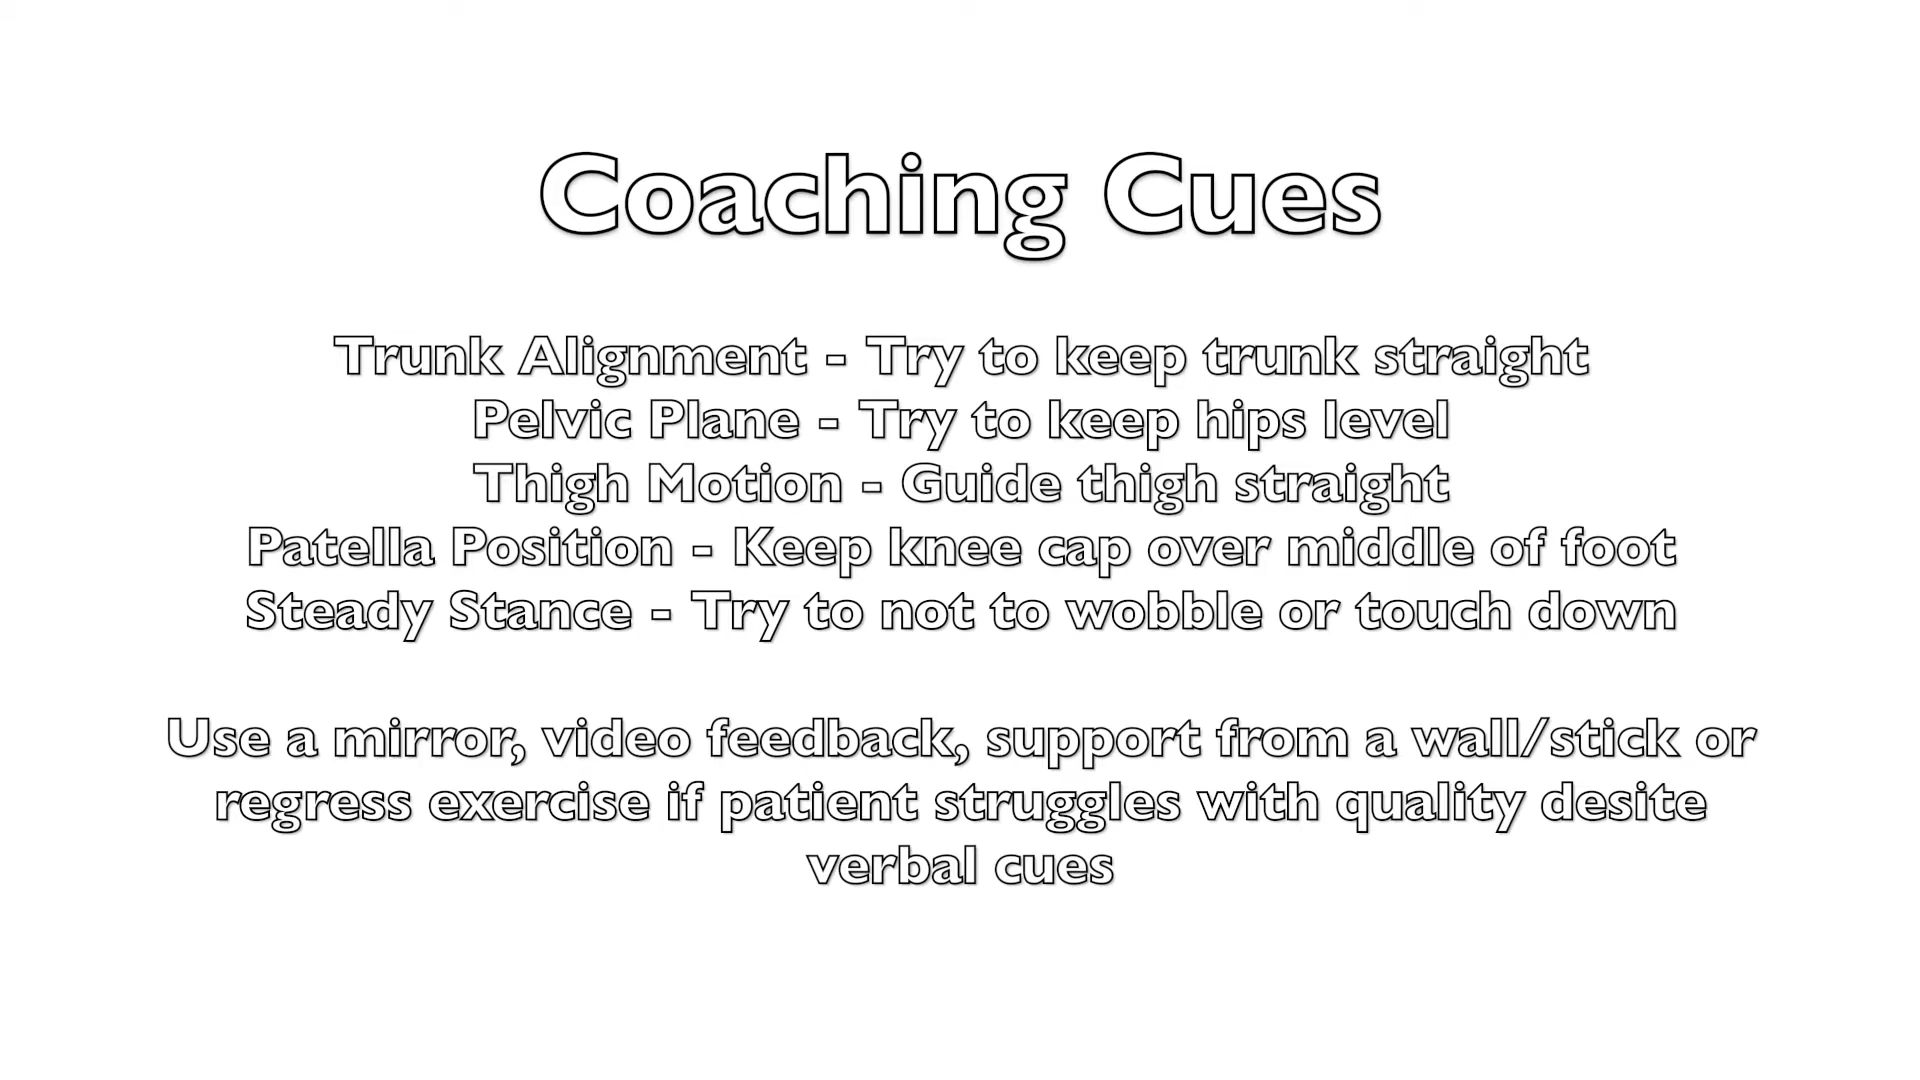 Coaching Cues
Trunk Alignment - Try to keep trunk straight
Pelvic Plane - Try to keep hips level
Thigh Motion - Guide thigh straight
Patella Position - Keep knee cap over middle of foot
Steady Stance - Try to not to wobble or touch down
Use a mirror, video feedback, support from a wall/stick or
regress exercise if patient struggles with quality desite
verbal cues